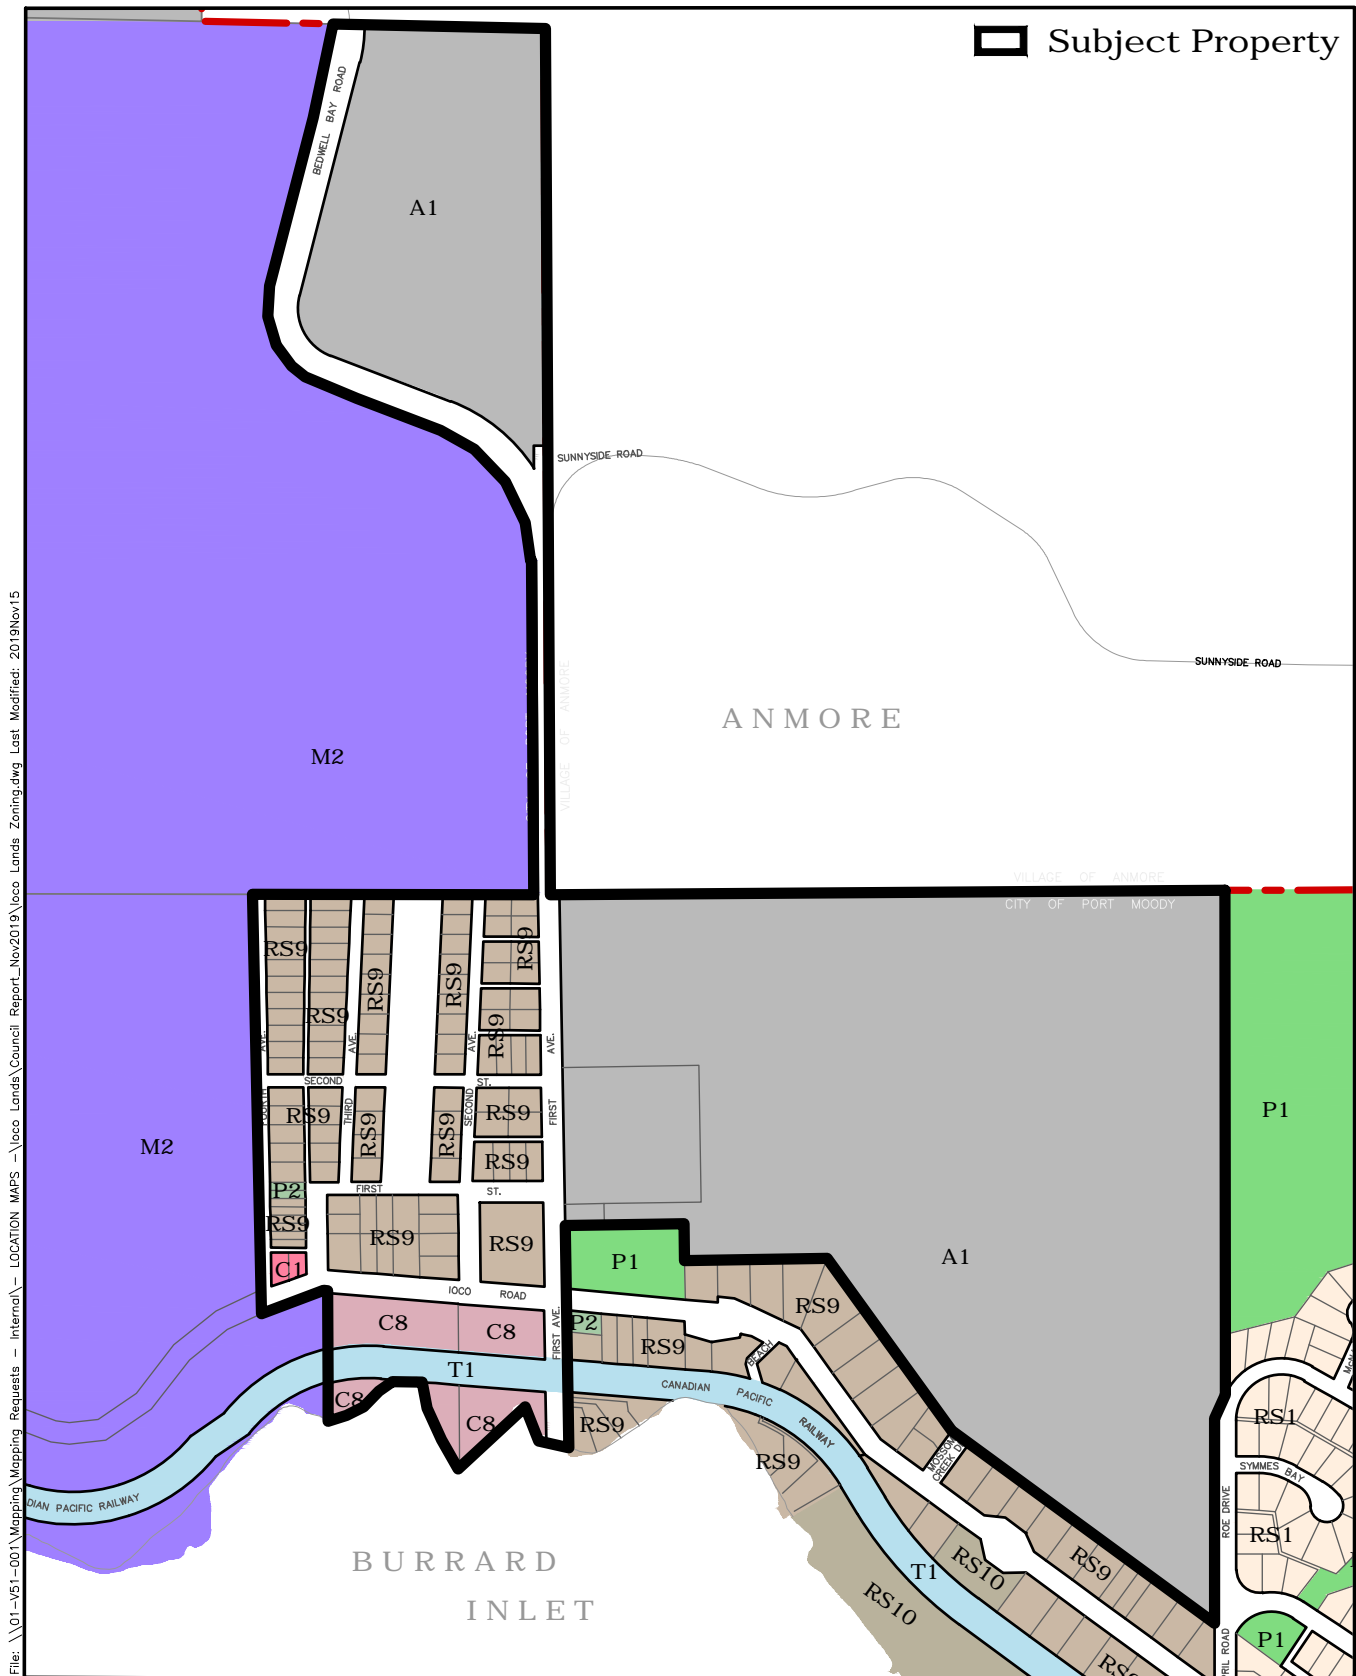 Subject Property
BEDWELL BAY ROAD
A1
SUNNYSIDE ROAD
SUNNYSIDE ROAD
ANMORE
VILLAGE OF ANMORE
M2
VILLAGE OF ANMORE
CITY OF PORT MOODY
RS9
RS9
RS9
RS9
RS9
RS9
AVE.
AVE.
AVE.
AVE.
SECOND ST.
FOURTH
THIRD
SECOND
FIRST
RS9
RS9
RS9
RS9
RS9
M2
P1
P2
FIRST ST.
RS9
RS9
RS9
C1
P1
A1
IOCO ROAD
RS9
C8
C8
FIRST AVE.
P2
RS9
BEACH
T1
CANADIAN PACIFIC RAILWAY
C8
C8
RS9
RS9
MOSSOM
CREEK
RS1
SYMMES BAY
ROE DRIVE
RS1
DIAN PACIFIC RAILWAY
BURRARD
INLET
RS10
T1
RS10
RS9
P1
File: \\01-V51-001\Mapping\Mapping Requests - Internal\- LOCATION MAPS -\Ioco Lands\Council Report_Nov2019\Ioco Lands Zoning.dwg Last Modified: 2019Nov15